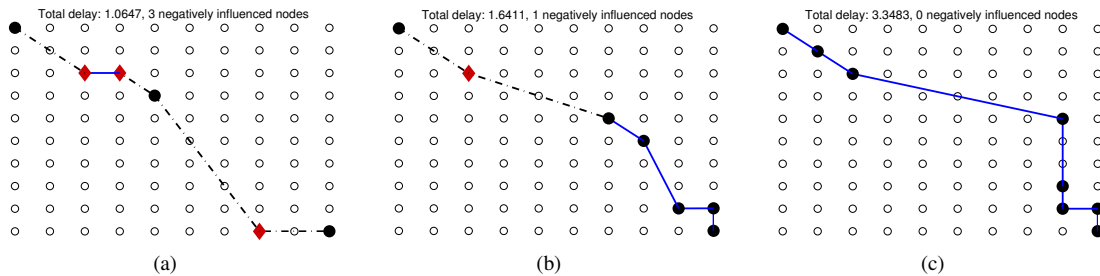 Total delay: 1.0647, 3 negatively influenced nodes
Total delay: 1.6411, 1 negatively influenced nodes
Total delay: 3.3483, 0 negatively influenced nodes
(a)
(b)
(c)